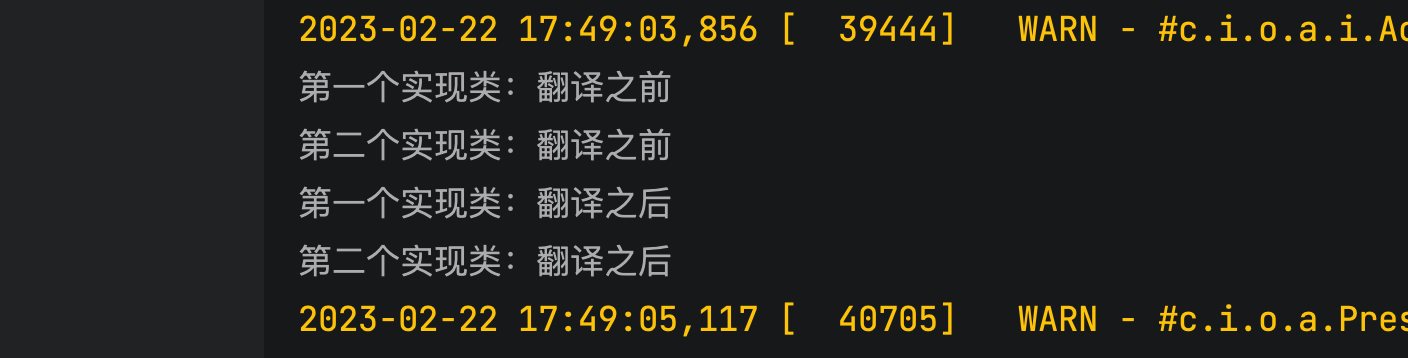 2023-02-22 17:49:03,856 [  39444]   WARN - #c.i.o.a.i.Ac
第一个实现类：翻译之前
第二个实现类：翻译之前
第一个实现类：翻译之后
第二个实现类：翻译之后
2023-02-22 17:49:05,117 [  40705]   WARN - #c.i.o.a.Pres